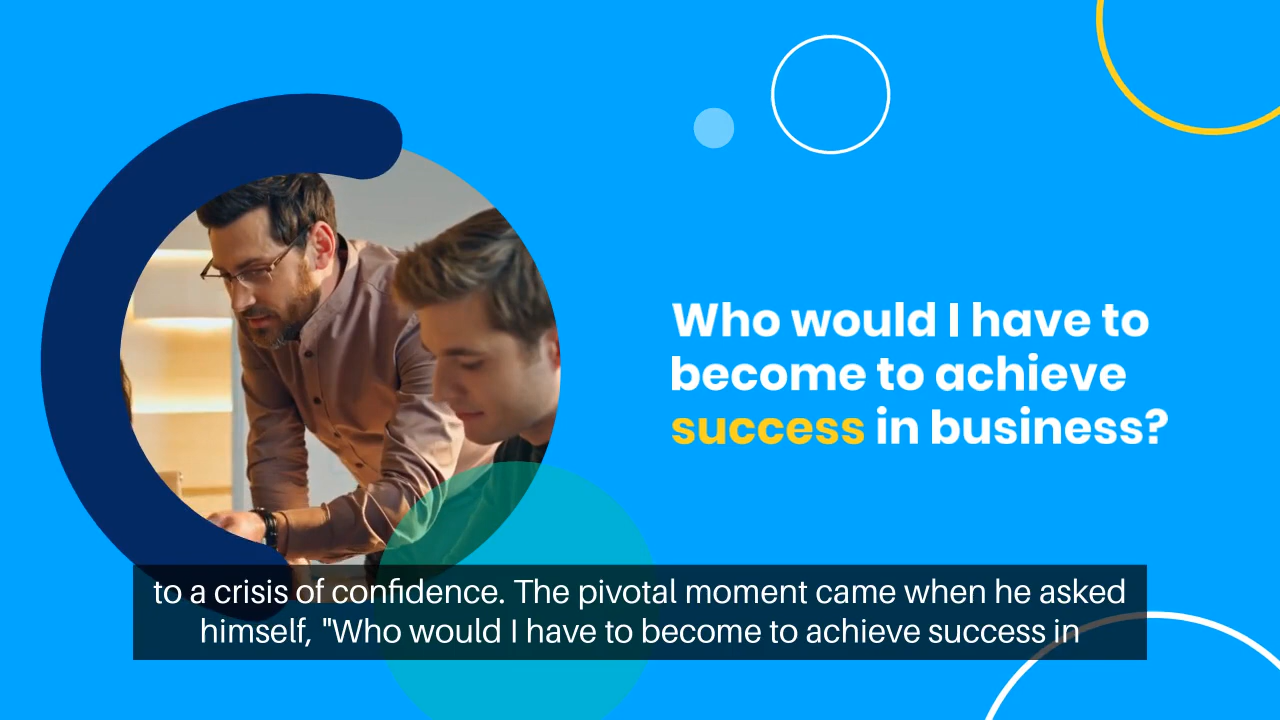 Who would I have to
become to achieve
success in business?
to a crisis of confidence. The pivotal moment came when he asked
himself, "Who would I have to become to achieve success in